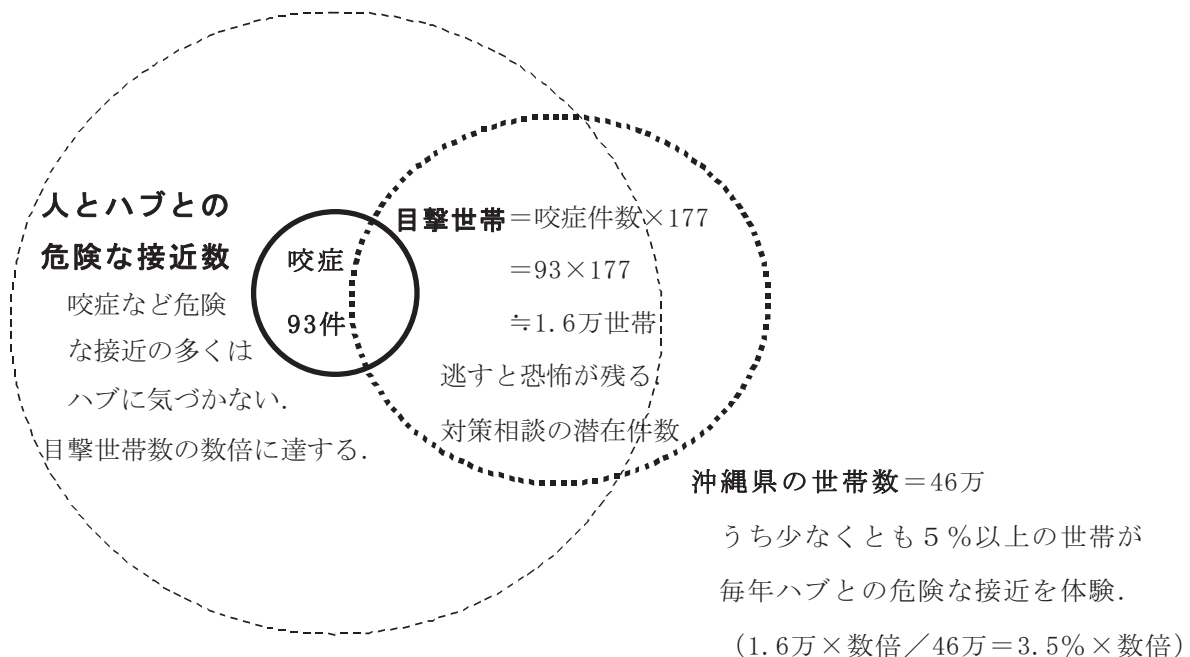 人とハブとの
危険な接近数
咬症など危険
な接近の多くは
ハブに気づかない.
目撃世帯数の数倍に達する.
咬症
93件
目撃世帯＝咬症件数×177
＝93×177
≒1.6万世帯
逃すと恐怖が残る.
対策相談の潜在件数
沖縄県の世帯数＝46万
うち少なくとも５％以上の世帯が
毎年ハブとの危険な接近を体験.
（1.6万×数倍／46万＝3.5％×数倍）